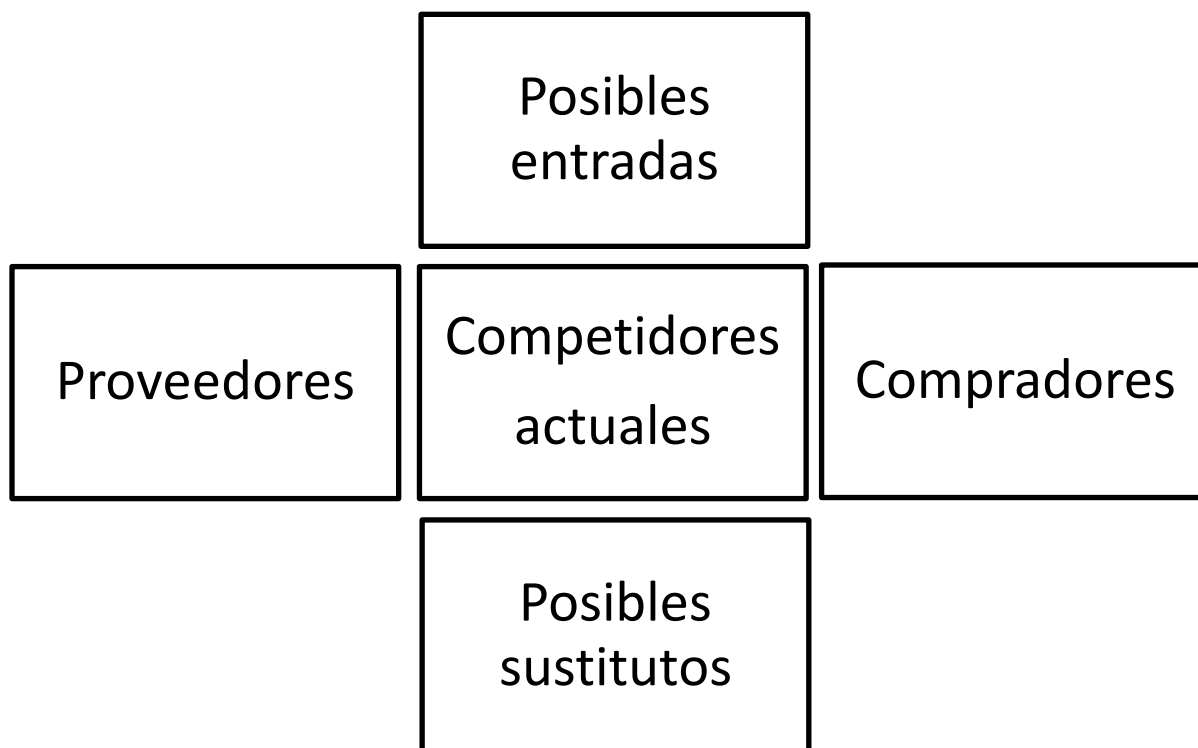 Posibles
entradas
Proveedores
Competidores
actuales
Compradores
Posibles
sustitutos